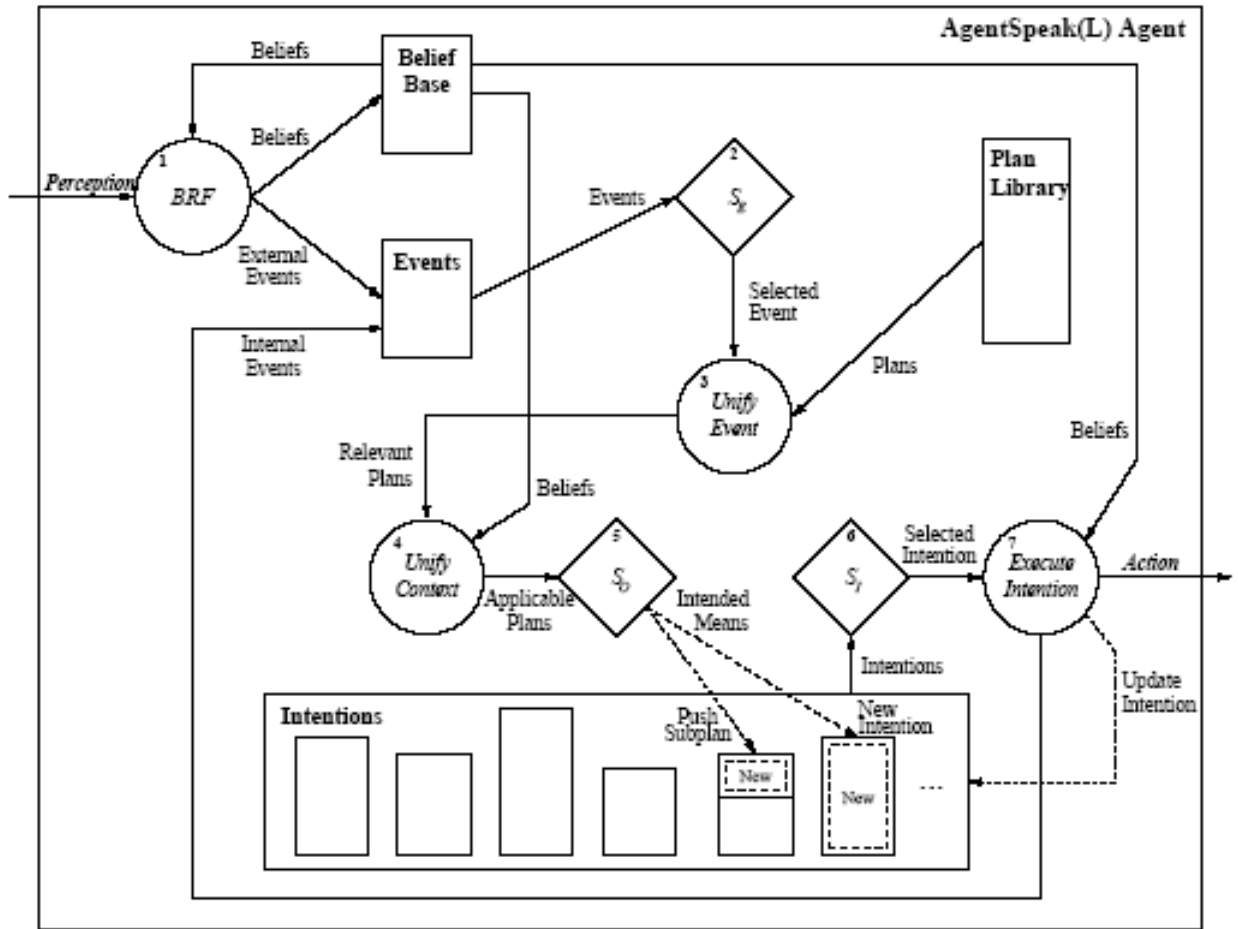 AgentSpeak(L) Agent
Beliefs
Belief
Base
Beliefs
1
BRF
Perception
2
S_E
Plan
Library
Events
External
Events
Events
Selected
Event
Internal
Events
Plans
3
Unify
Event
Beliefs
Relevant
Plans
Beliefs
4
Unify
Context
5
S_O
6
S_I
Selected
Intention
7
Execute
Intention
Action
Applicable
Plans
Intended
Means
Intentions
Update
Intention
Intentions
Push
Subplan
New
Intention
New
New
...